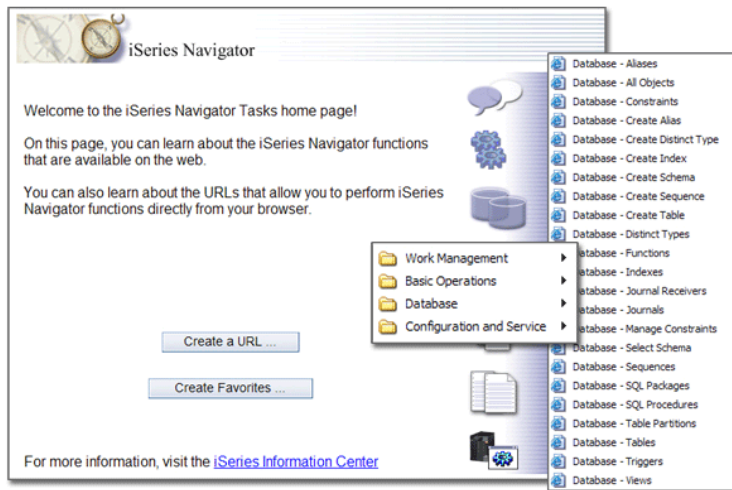 iSeries Navigator
Welcome to the iSeries Navigator Tasks home page!
On this page, you can learn about the iSeries Navigator functions
that are available on the web.
You can also learn about the URLs that allow you to perform iSeries
Navigator functions directly from your browser.
Create a URL ...
Create Favorites ...
For more information, visit the iSeries Information Center
Work Management
Basic Operations
Database
Configuration and Service
Database - Aliases
Database - All Objects
Database - Constraints
Database - Create Alias
Database - Create Distinct Type
Database - Create Index
Database - Create Schema
Database - Create Sequence
Database - Create Table
Database - Distinct Types
atabase - Functions
atabase - Indexes
atabase - Journal Receivers
atabase - Journals
atabase - Manage Constraints
Database - Select Schema
Database - Sequences
Database - SQL Packages
Database - SQL Procedures
Database - Table Partitions
Database - Tables
Database - Triggers
Database - Views